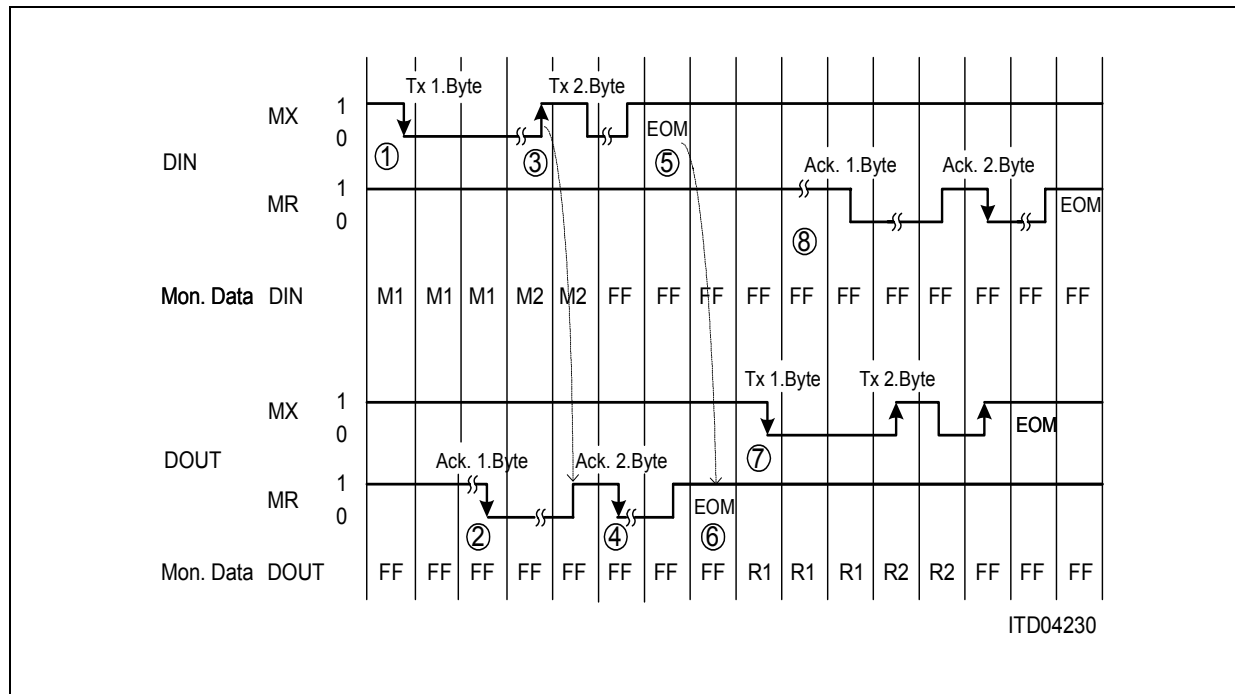 Tx 1.Byte Tx 2.Byte
MX 1
0 EOM
① ③ ⑤
DIN
Ack. 1.Byte Ack. 2.Byte
MR 1 EOM
0
⑧
Mon. Data DIN M1 M1 M1 M2 M2 FF FF FF FF FF FF FF FF FF FF FF
Tx 1.Byte Tx 2.Byte
MX 1
0 EOM
⑦
DOUT
Ack. 1.Byte Ack. 2.Byte
MR 1
0 EOM
② ④ ⑥
Mon. Data DOUT FF FF FF FF FF FF FF FF R1 R1 R1 R2 R2 FF FF FF
ITD04230